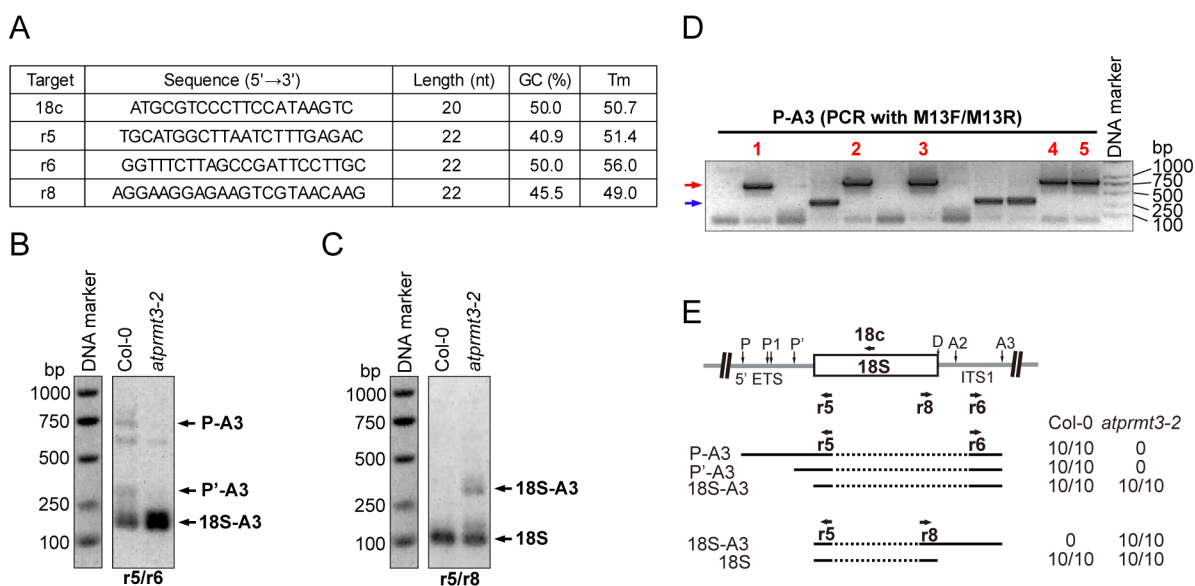 A
Target Sequence (5'→3') Length (nt) GC (%) Tm
18c ATGCGTCCCTTCCATAAGTC 20 50.0 50.7
r5 TGCATGGCTTAATCTTTGAGAC 22 40.9 51.4
r6 GGTTTCTTAGCCGATTCCTTGC 22 50.0 56.0
r8 AGGAAGGAGAAGTCGTAACAAG 22 45.5 49.0
B
DNA marker
Col-0
atprmt3-2
bp
1000
750
500
250
100
P-A3
P'-A3
18S-A3
r5/r6
C
DNA marker
Col-0
atprmt3-2
bp
1000
750
500
250
100
18S-A3
18S
r5/r8
D
P-A3 (PCR with M13F/M13R)
DNA marker
1 2 3 4 5
bp
1000
750
500
250
100
E
P P1 P' 18c D A2 A3
18S
5' ETS ITS1
r5 r8 r6
Col-0 atprmt3-2
r5 r6
P-A3 10/10 0
P'-A3 10/10 0
18S-A3 10/10 10/10
r5 r8
18S-A3 0 10/10
18S 10/10 10/10